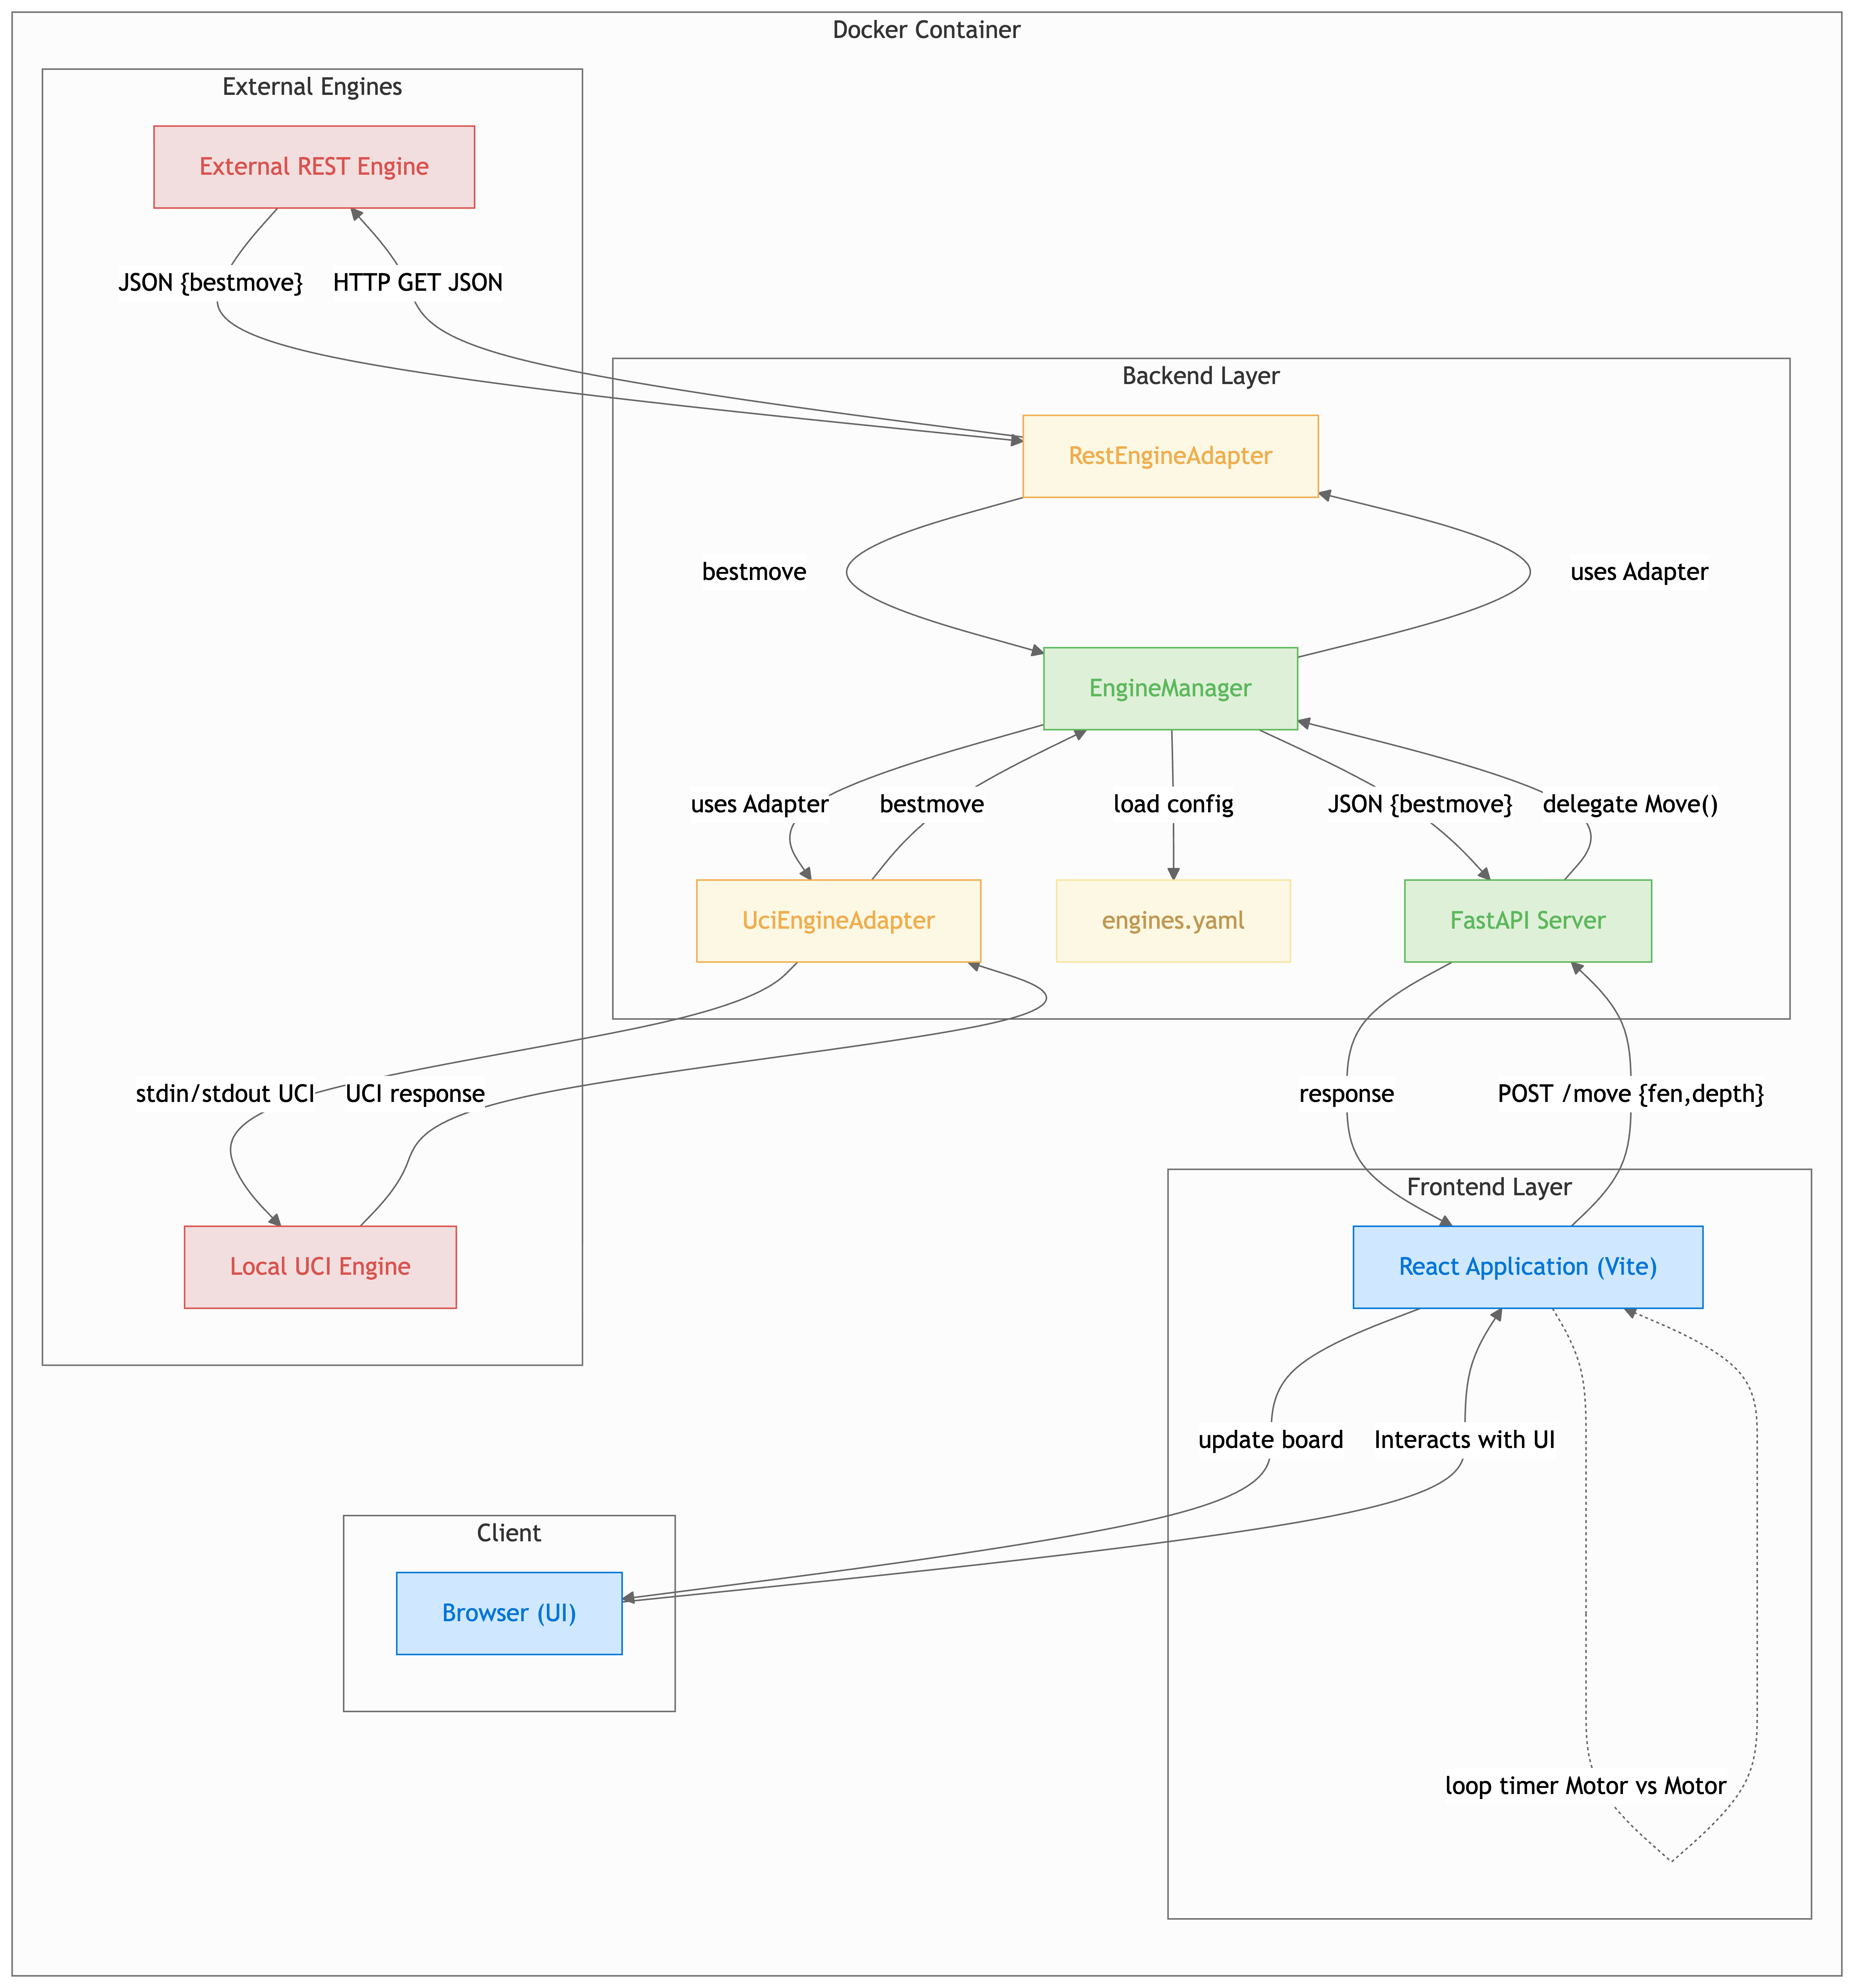 Docker Container
External Engines
External REST Engine
JSON {bestmove}
HTTP GET JSON
Backend Layer
RestEngineAdapter
bestmove
uses Adapter
EngineManager
uses Adapter
bestmove
load config
JSON {bestmove}
delegate Move()
UciEngineAdapter
engines.yaml
FastAPI Server
stdin/stdout UCI
UCI response
response
POST /move {fen,depth}
Frontend Layer
Local UCI Engine
React Application (Vite)
update board
Interacts with UI
Client
Browser (UI)
loop timer Motor vs Motor